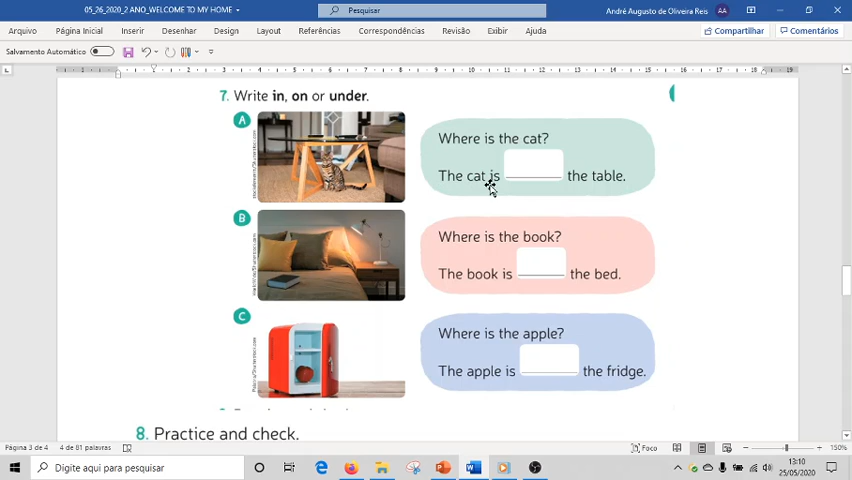 05_26_2020_2 ANO_WELCOME TO MY HOME
Pesquisar
André Augusto de Oliveira Reis
AA
Arquivo
Página Inicial
Inserir
Desenhar
Design
Layout
Referências
Correspondências
Revisão
Exibir
Ajuda
Compartilhar
Comentários
Salvamento Automático
7. Write in, on or under.
A
Where is the cat?
The cat is ______ the table.
B
Where is the book?
The book is ______ the bed.
C
Where is the apple?
The apple is ______ the fridge.
8. Practice and check.
Página 3 de 4
4 de 81 palavras
Foco
150%
Digite aqui para pesquisar
13:10
25/05/2020